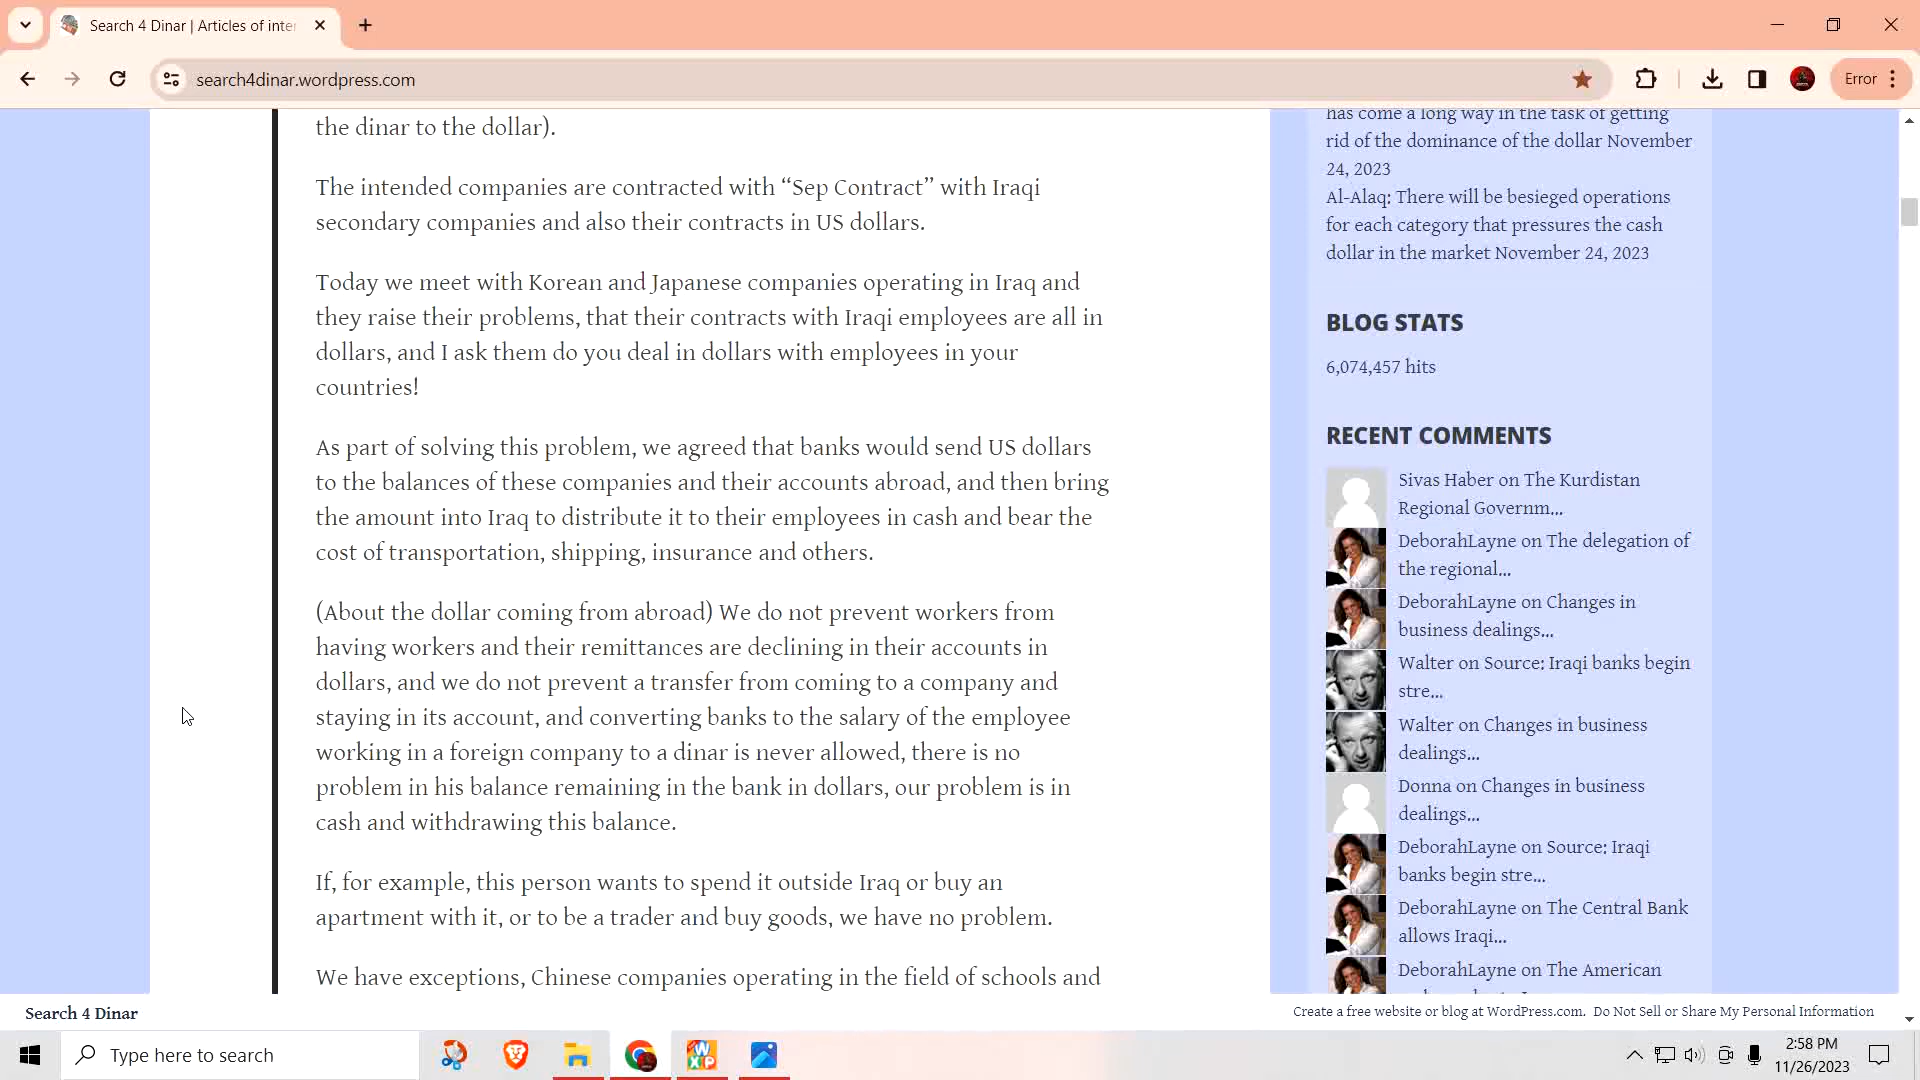 Search 4 Dinar | Articles of inter
search4dinar.wordpress.com
Error
the dinar to the dollar).
The intended companies are contracted with “Sep Contract” with Iraqi
secondary companies and also their contracts in US dollars.
Today we meet with Korean and Japanese companies operating in Iraq and
they raise their problems, that their contracts with Iraqi employees are all in
dollars, and I ask them do you deal in dollars with employees in your
countries!
As part of solving this problem, we agreed that banks would send US dollars
to the balances of these companies and their accounts abroad, and then bring
the amount into Iraq to distribute it to their employees in cash and bear the
cost of transportation, shipping, insurance and others.
(About the dollar coming from abroad) We do not prevent workers from
having workers and their remittances are declining in their accounts in
dollars, and we do not prevent a transfer from coming to a company and
staying in its account, and converting banks to the salary of the employee
working in a foreign company to a dinar is never allowed, there is no
problem in his balance remaining in the bank in dollars, our problem is in
cash and withdrawing this balance.
If, for example, this person wants to spend it outside Iraq or buy an
apartment with it, or to be a trader and buy goods, we have no problem.
We have exceptions, Chinese companies operating in the field of schools and
has come a long way in the task of getting
rid of the dominance of the dollar November
24, 2023
Al-Alaq: There will be besieged operations
for each category that pressures the cash
dollar in the market November 24, 2023
BLOG STATS
6,074,457 hits
RECENT COMMENTS
Sivas Haber on The Kurdistan
Regional Governm...
DeborahLayne on The delegation of
the regional...
DeborahLayne on Changes in
business dealings...
Walter on Source: Iraqi banks begin
stre...
Walter on Changes in business
dealings...
Donna on Changes in business
dealings...
DeborahLayne on Source: Iraqi
banks begin stre...
DeborahLayne on The Central Bank
allows Iraqi...
DeborahLayne on The American
Search 4 Dinar
Create a free website or blog at WordPress.com. Do Not Sell or Share My Personal Information
Type here to search
W
XP
2:58 PM
11/26/2023